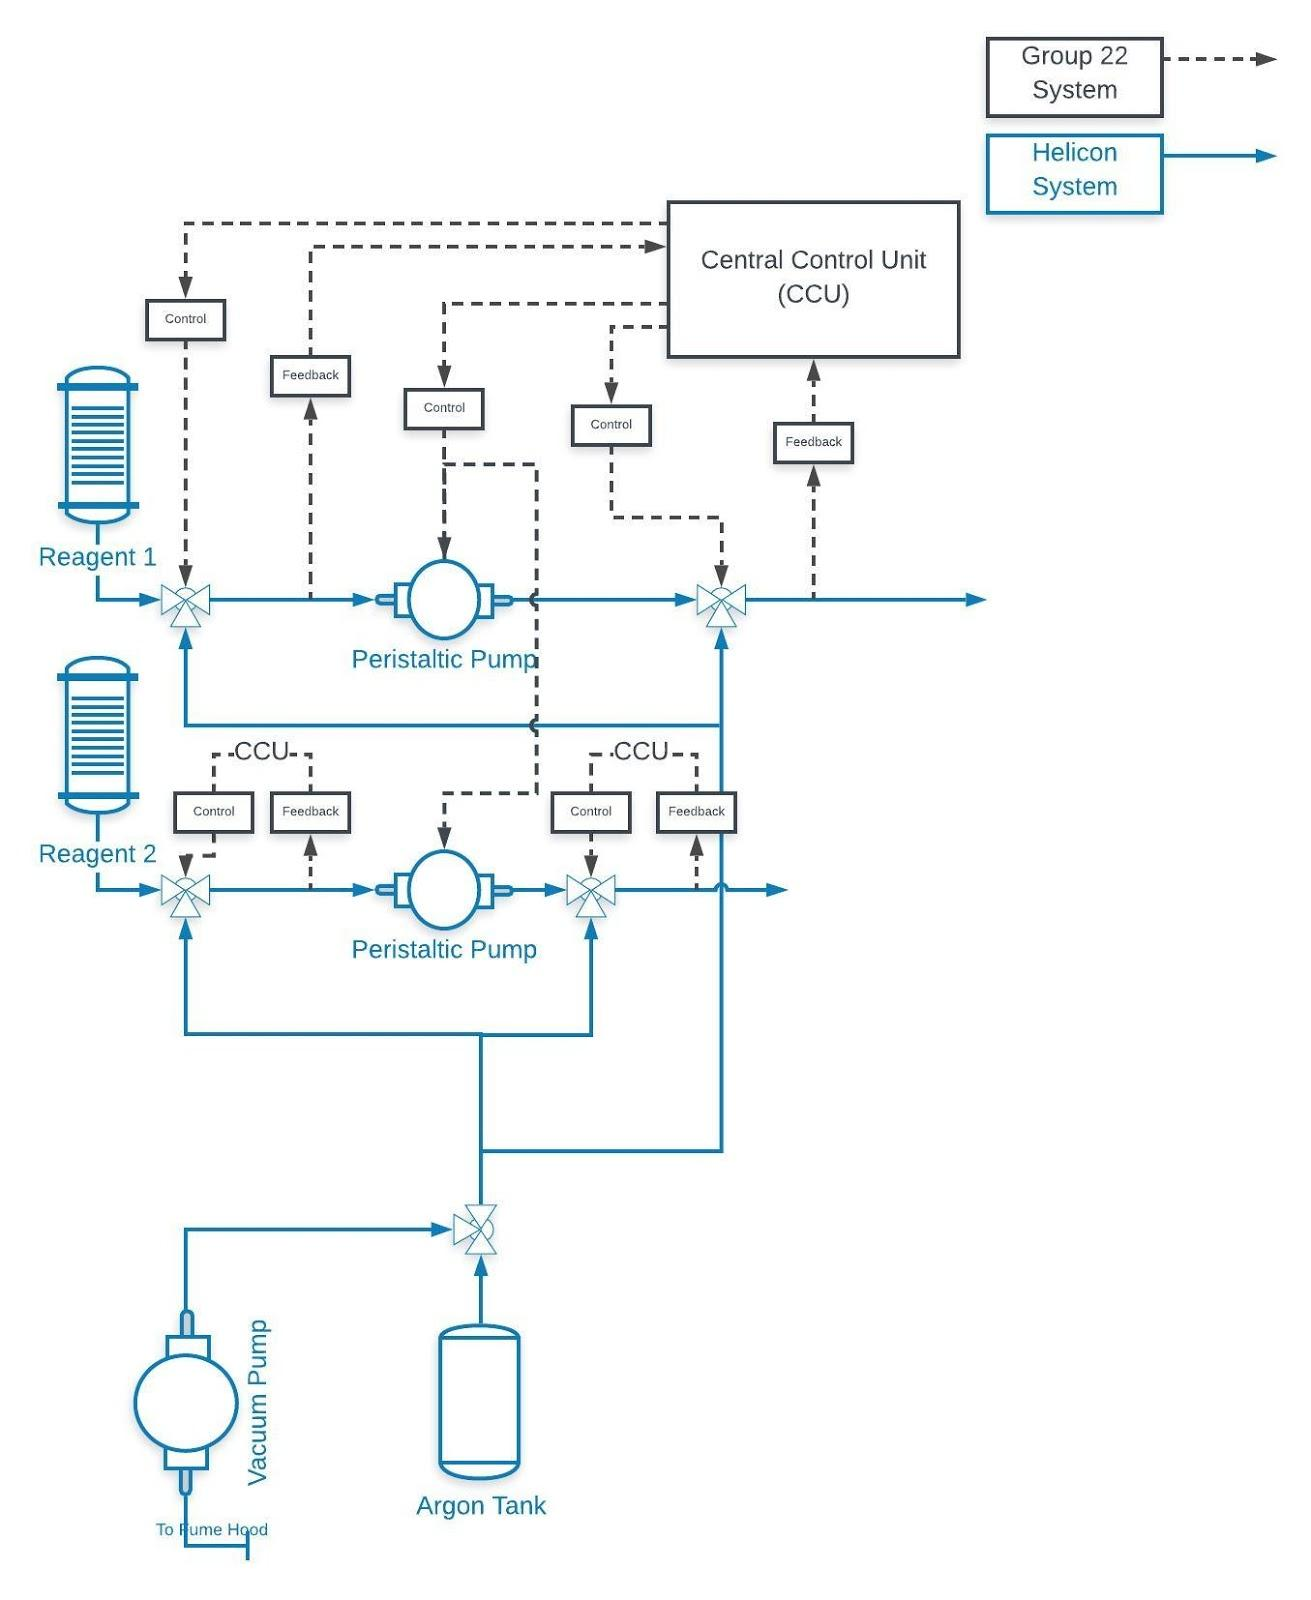 Group 22
System
Helicon
System
Central Control Unit
(CCU)
Control
Feedback
Control
Control
Feedback
Reagent 1
Peristaltic Pump
CCU
CCU
Control
Feedback
Control
Feedback
Reagent 2
Peristaltic Pump
Vacuum Pump
Argon Tank
To Fume Hood